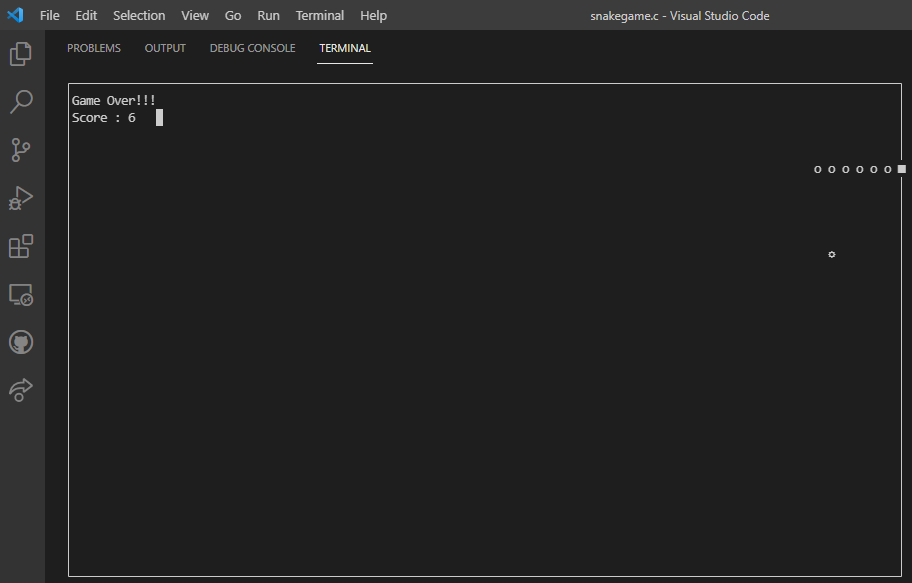 File Edit Selection View Go Run Terminal Help snakegame.c - Visual Studio Code
PROBLEMS OUTPUT DEBUG CONSOLE TERMINAL
Game Over!!!
Score : 6
o o o o o o